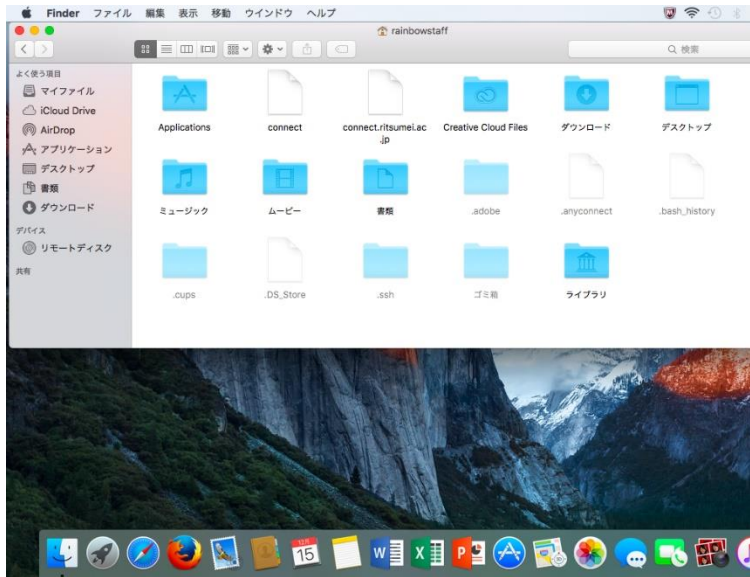 Finder ファイル 編集 表示 移動 ウインドウ ヘルプ
rainbowstaff
検索
よく使う項目
マイファイル
iCloud Drive
AirDrop
アプリケーション
デスクトップ
書類
ダウンロード
デバイス
リモートディスク
共有
Applications
connect
connect.ritsumei.ac
.jp
Creative Cloud Files
ダウンロード
デスクトップ
ミュージック
ムービー
書類
.adobe
.anyconnect
.bash_history
.cups
.DS_Store
.ssh
ゴミ箱
ライブラリ
12月
15